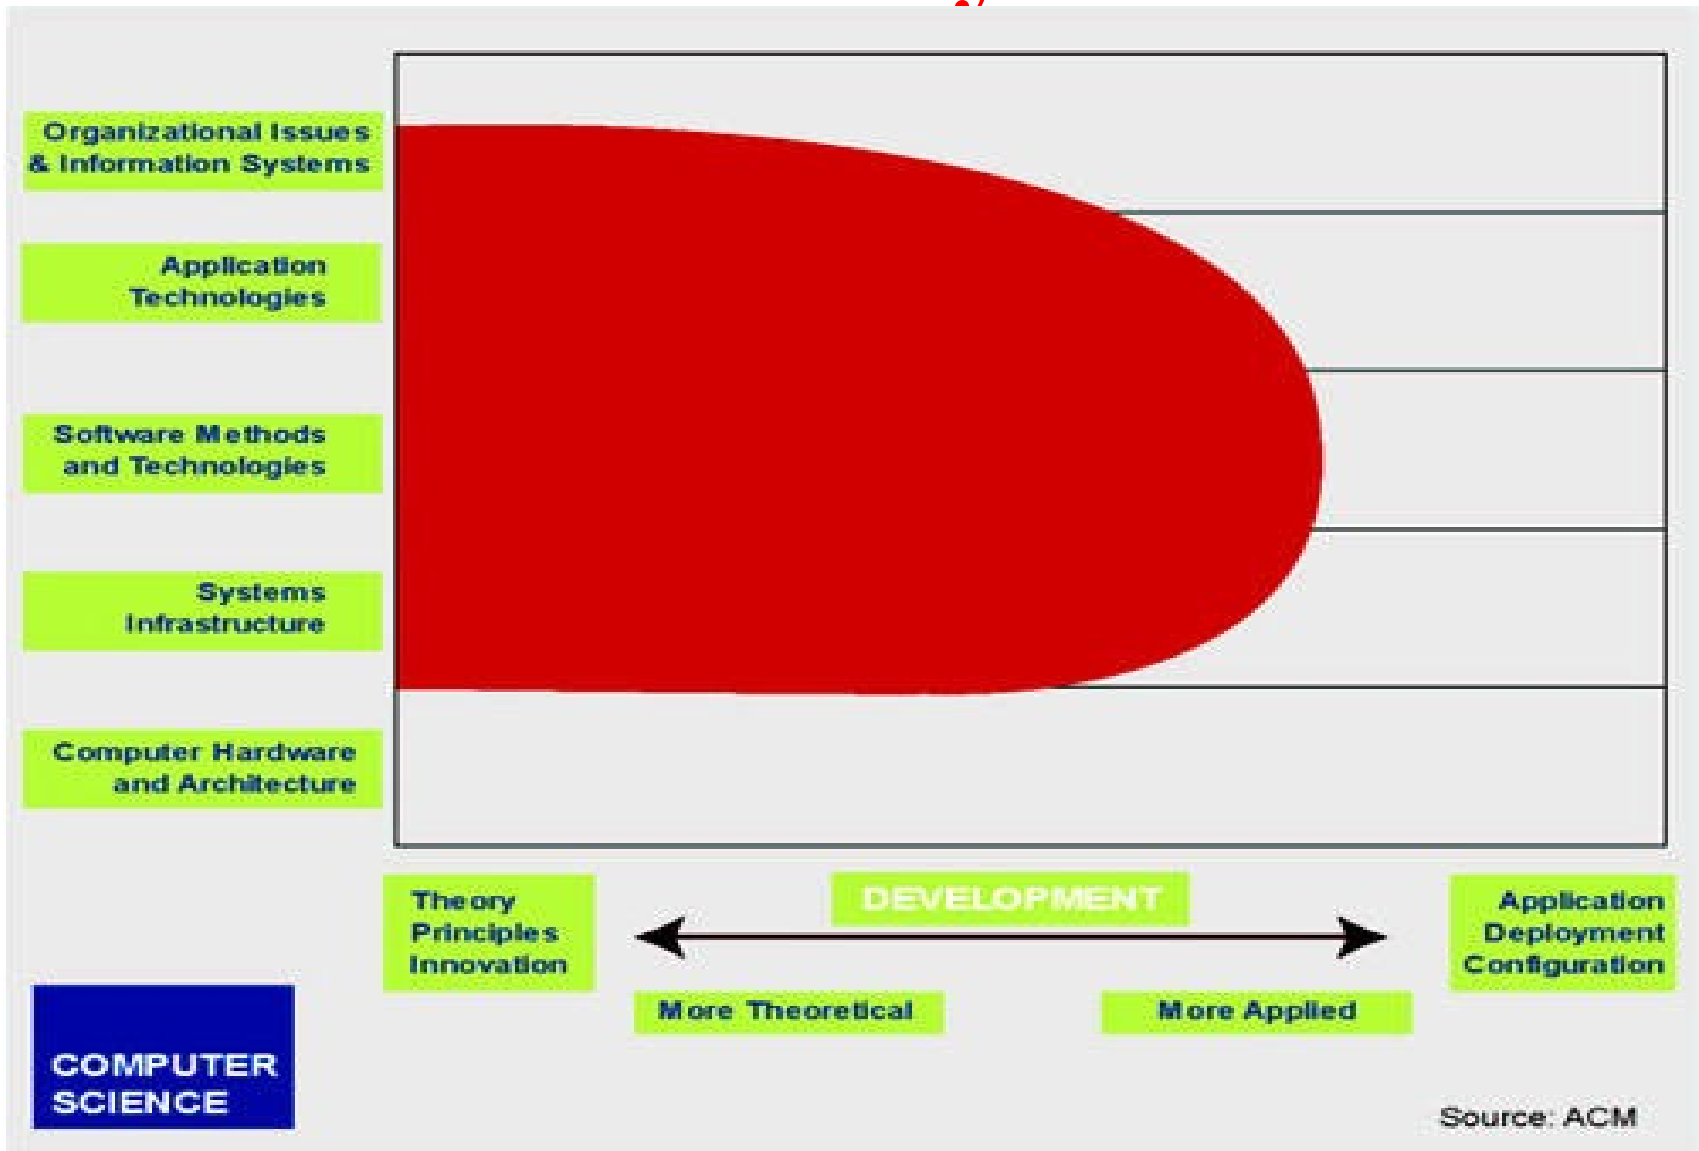 Organizational Issues
& Information Systems
Application
Technologies
Software Methods
and Technologies
Systems
Infrastructure
Computer Hardware
and Architecture
Theory
Principles
Innovation
DEVELOPMENT
Application
Deployment
Configuration
More Theoretical
More Applied
COMPUTER
SCIENCE
Source: ACM